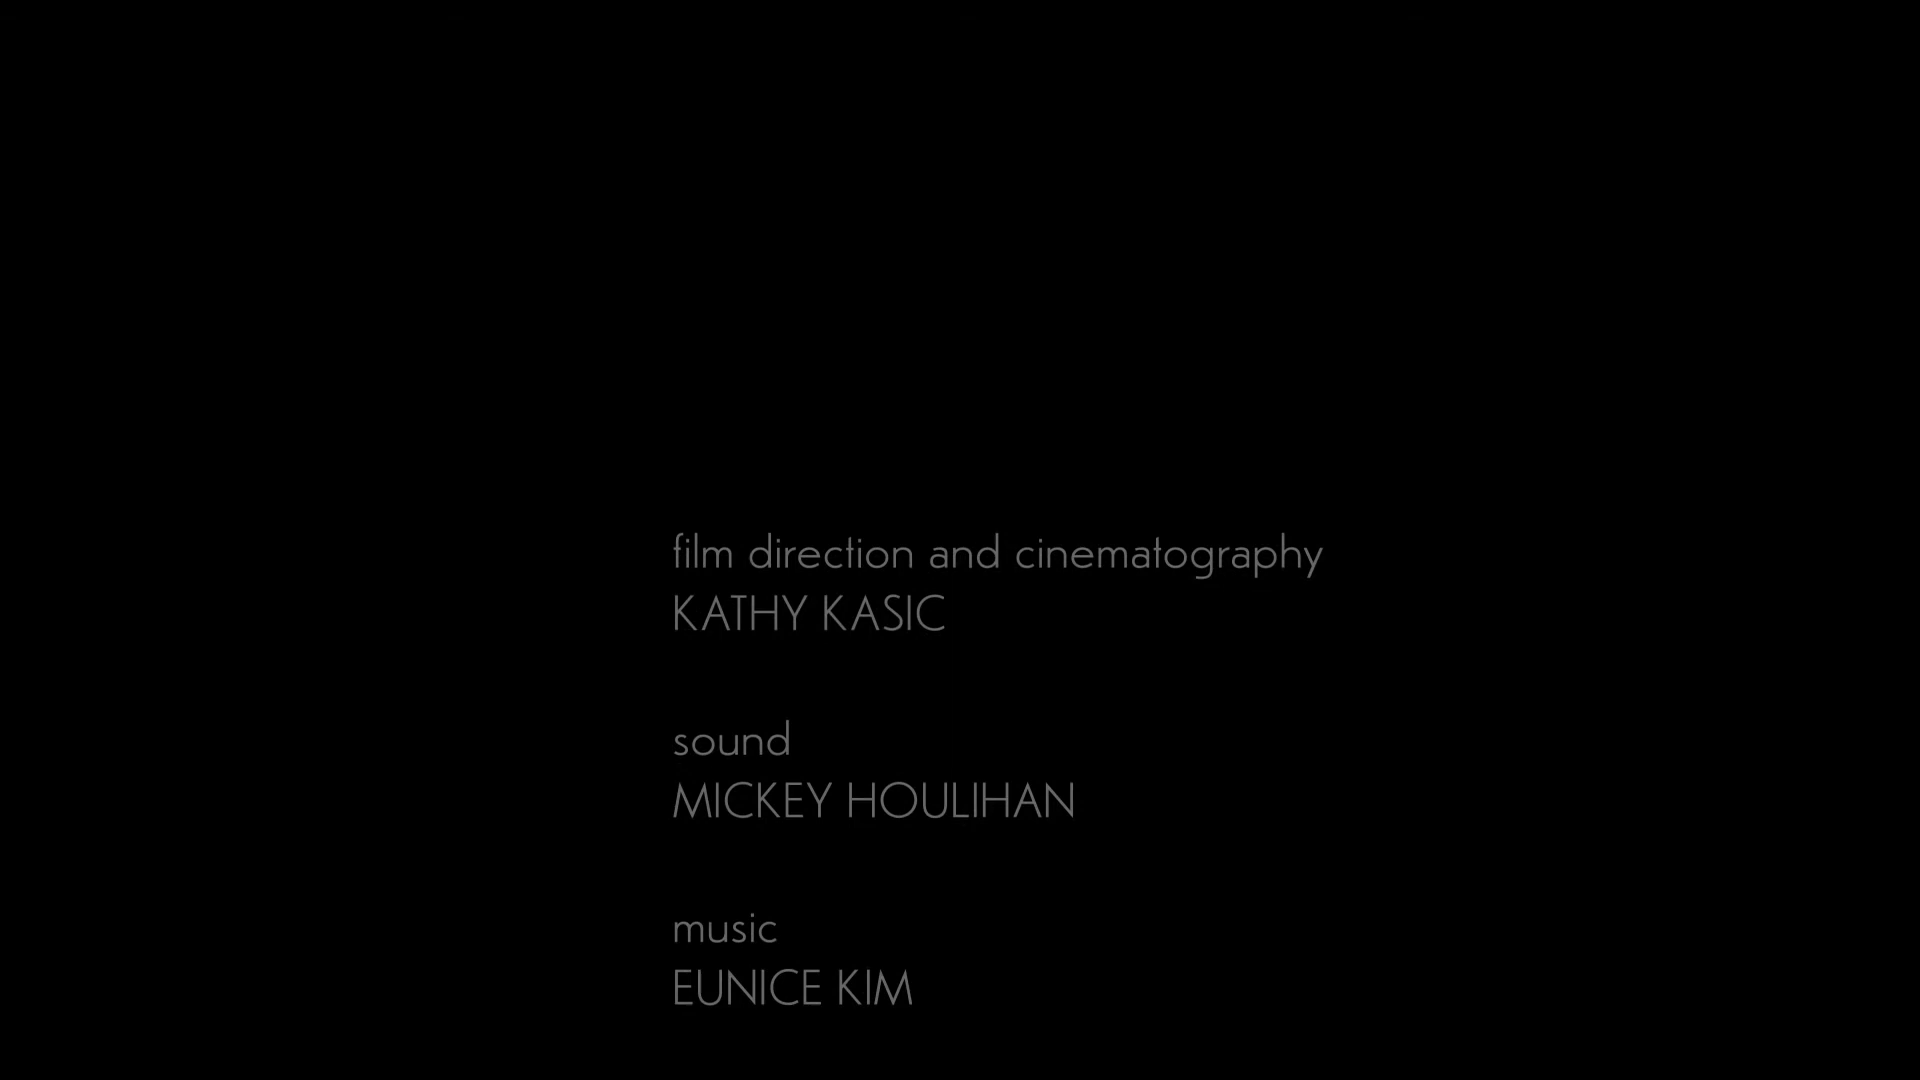 film direction and cinematography
KATHY KASIC
sound
MICKEY HOULIHAN
music
EUNICE KIM